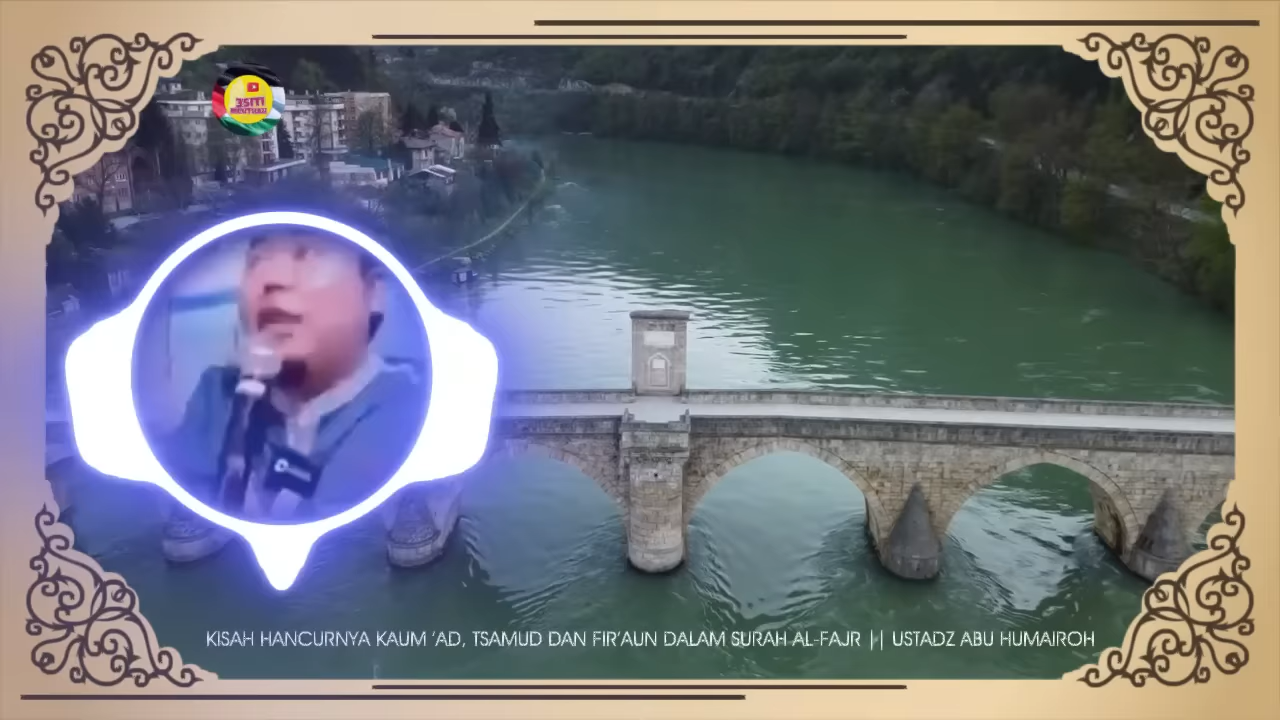 KISAH HANCURNYA KAUM 'AD, TSAMUD DAN FIR'AUN DALAM SURAH AL-FAJR || USTADZ ABU HUMAIROH